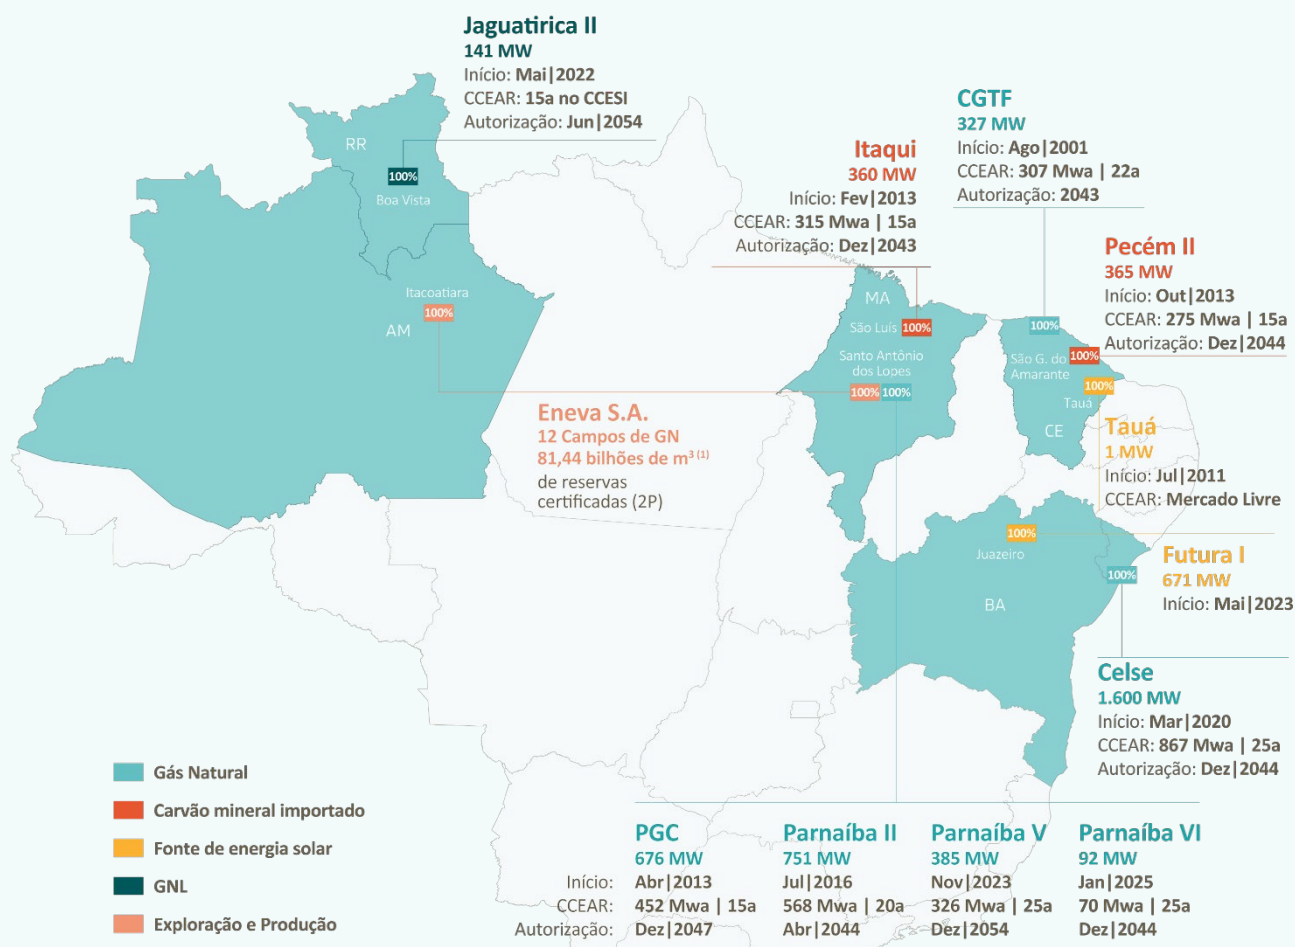 Jaguatirica II
141 MW
Início: Mai|2022
CCEAR: 15a no CCESI
Autorização: Jun|2054
CGTF
327 MW
Início: Ago|2001
CCEAR: 307 Mwa | 22a
Autorização: 2043
Itaqui
360 MW
Início: Fev|2013
CCEAR: 315 Mwa | 15a
Autorização: Dez|2043
Pecém II
365 MW
Início: Out|2013
CCEAR: 275 Mwa | 15a
Autorização: Dez|2044
RR
100%
Boa Vista
Itacoatiara
100%
AM
MA
São Luís 100%
Santo Antônio
dos Lopes
100% 100%
100%
São G. do 100%
Amarante
100%
Tauá
CE
Eneva S.A.
12 Campos de GN
81,44 bilhões de m³ (1)
de reservas
certificadas (2P)
Tauá
1 MW
Início: Jul|2011
CCEAR: Mercado Livre
100%
Juazeiro
BA
100%
Futura I
671 MW
Início: Mai|2023
Celse
1.600 MW
Início: Mar|2020
CCEAR: 867 Mwa | 25a
Autorização: Dez|2044
Gás Natural
Carvão mineral importado
Fonte de energia solar
GNL
Exploração e Produção
PGC Parnaíba II Parnaíba V Parnaíba VI
676 MW 751 MW 385 MW 92 MW
Início: Abr|2013 Jul|2016 Nov|2023 Jan|2025
CCEAR: 452 Mwa | 15a 568 Mwa | 20a 326 Mwa | 25a 70 Mwa | 25a
Autorização: Dez|2047 Abr|2044 Dez|2054 Dez|2044